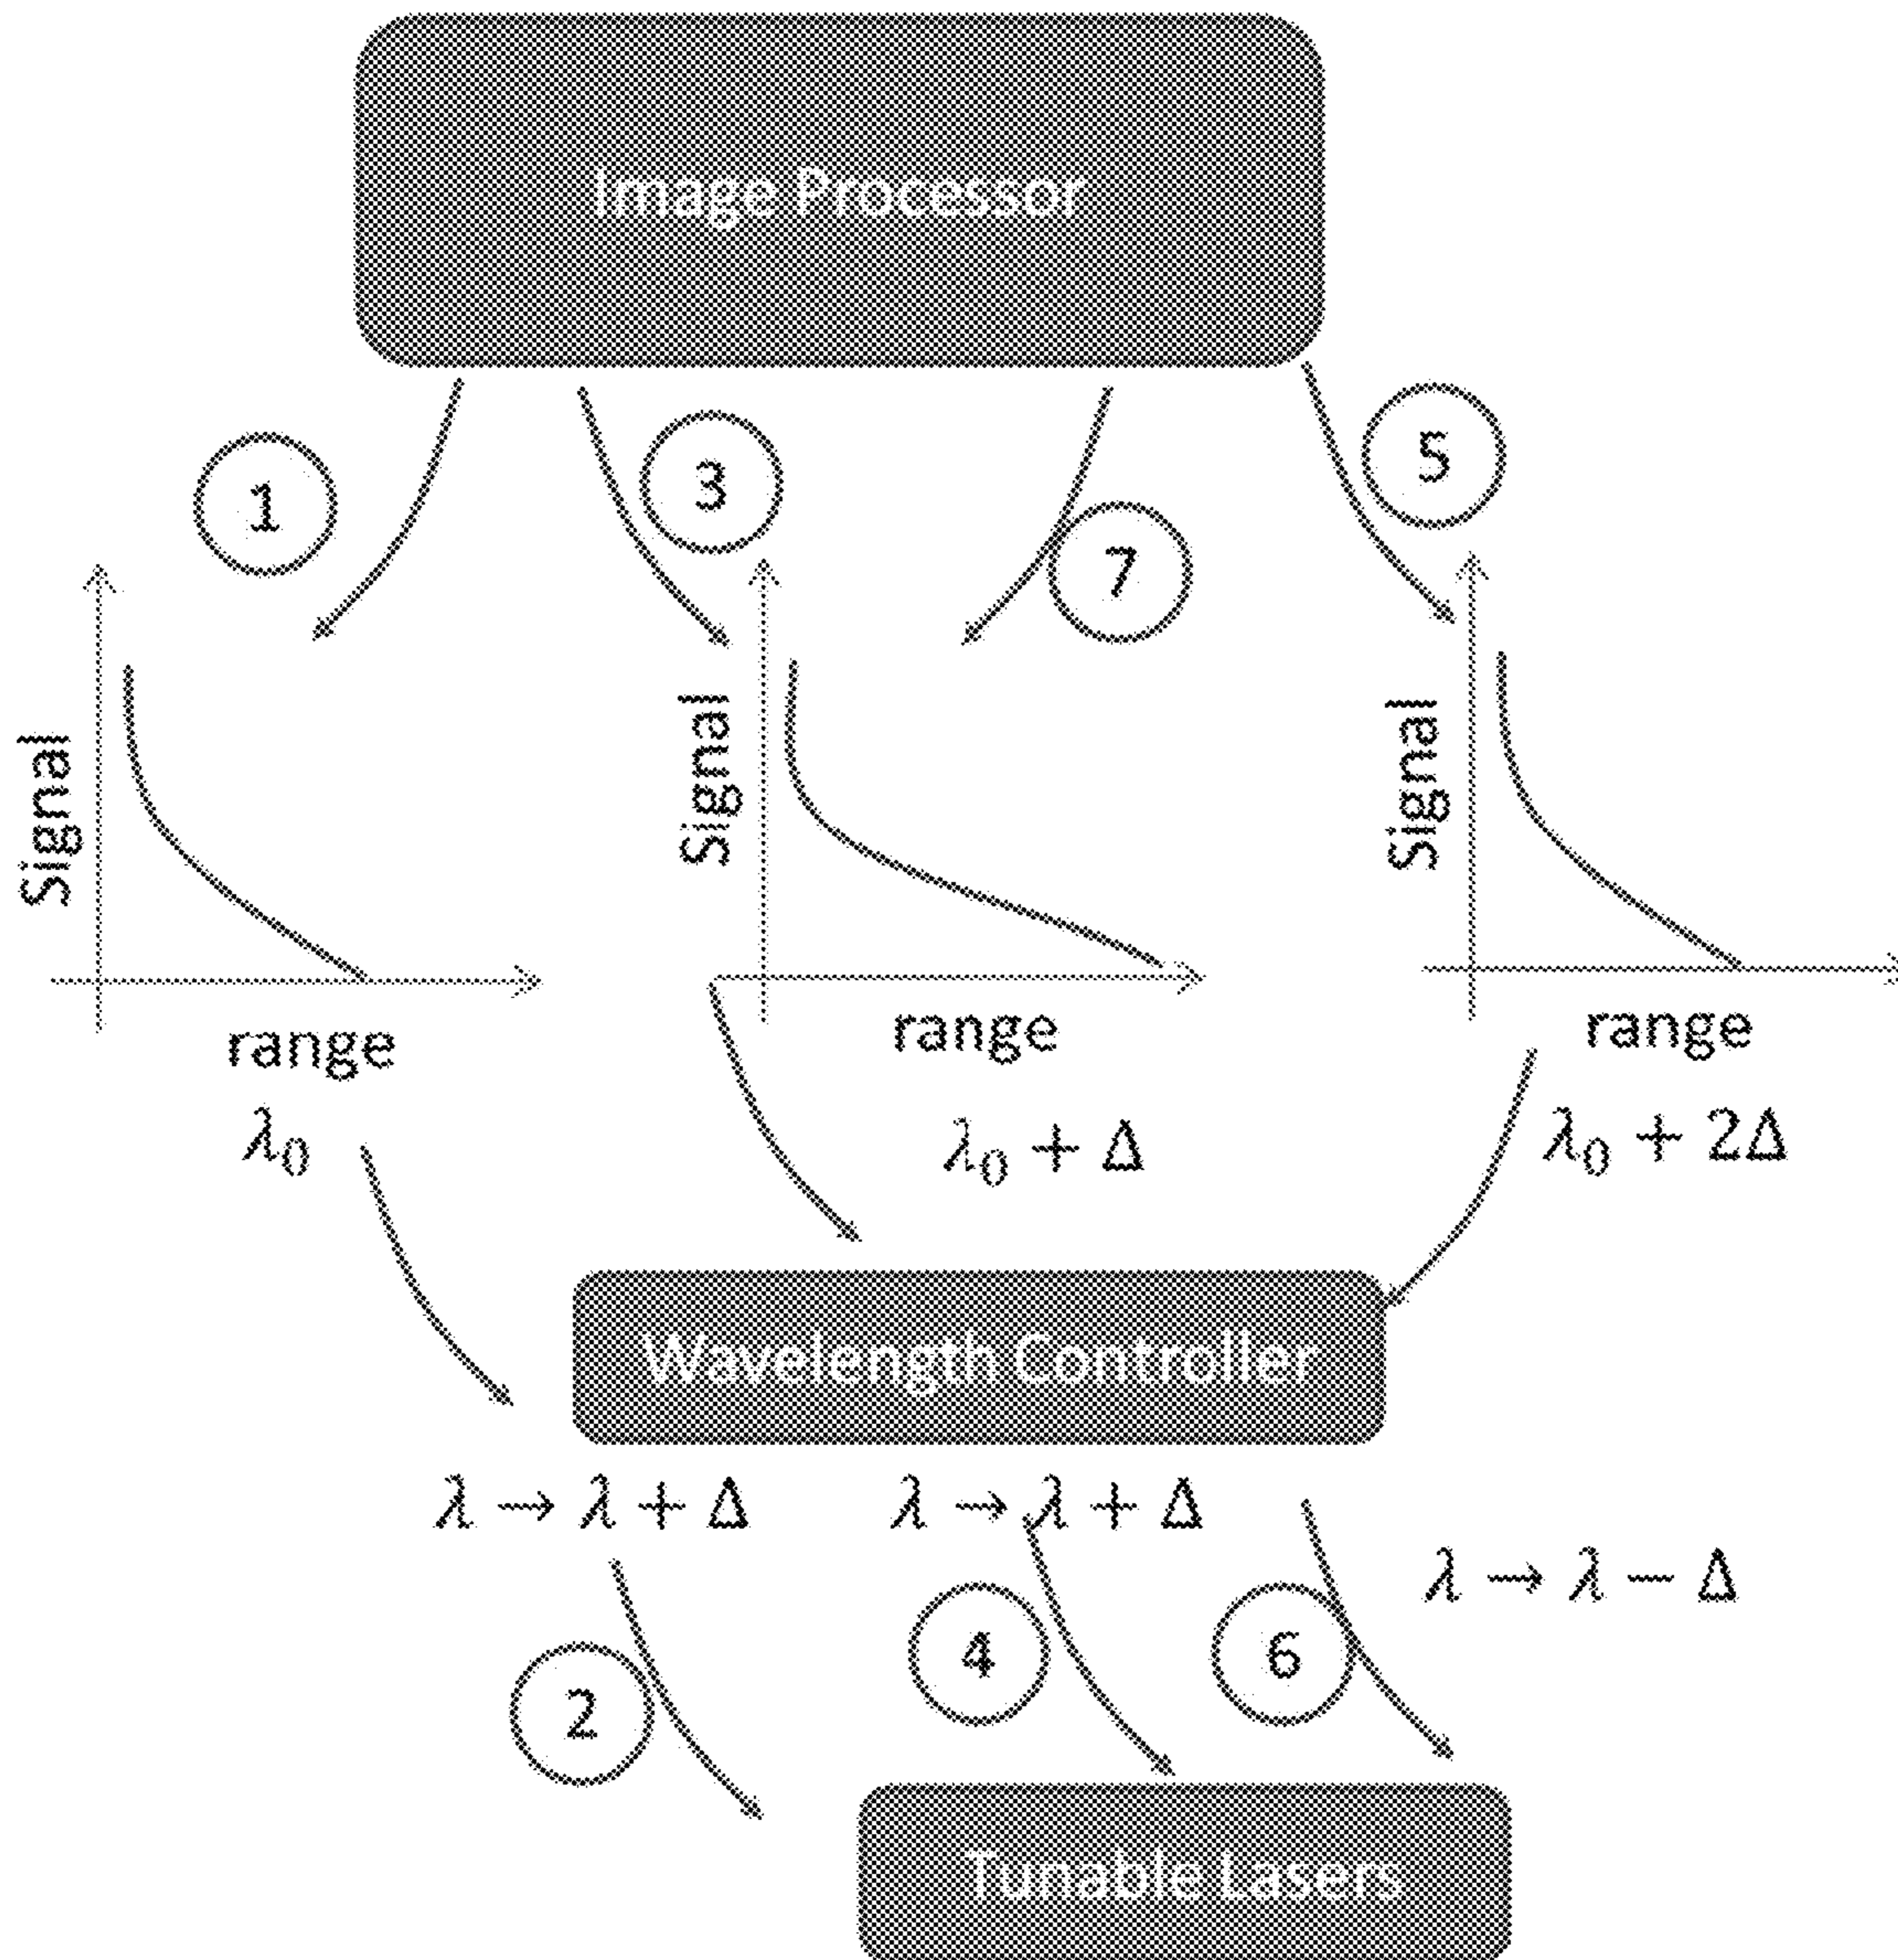 Image Processor
1
3
7
5
Signal
Signal
Signal
range
range
range
λ₀
λ₀ + Δ
λ₀ + 2Δ
Wavelength Controller
λ → λ + Δ
λ → λ + Δ
λ → λ − Δ
2
4
6
Tunable Lasers